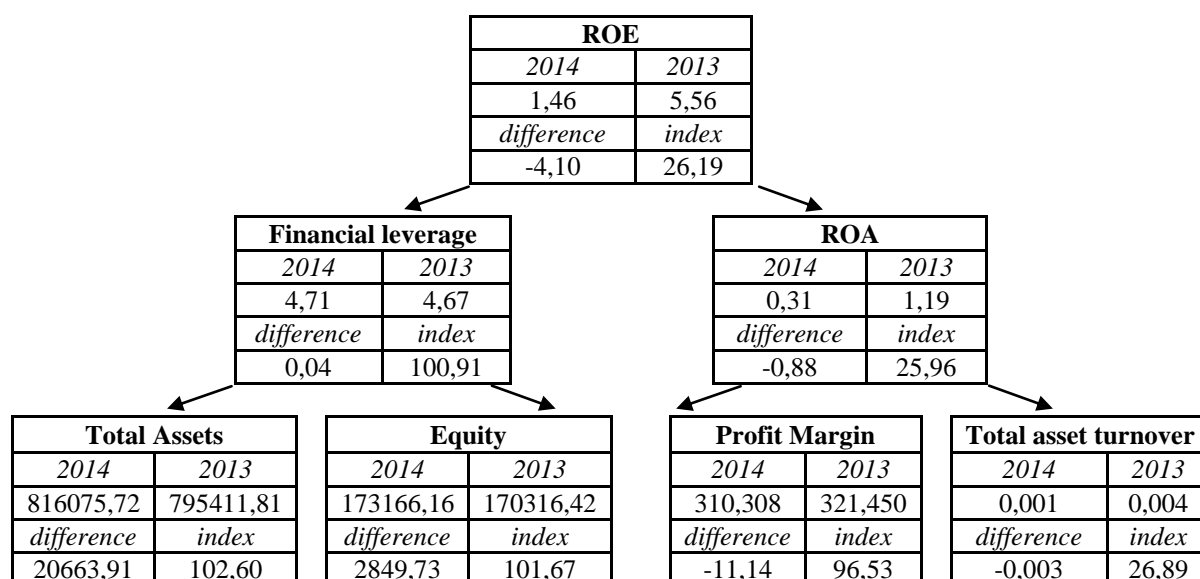 ROE
2014 2013
1,46 5,56
difference index
-4,10 26,19
Financial leverage
2014 2013
4,71 4,67
difference index
0,04 100,91
ROA
2014 2013
0,31 1,19
difference index
-0,88 25,96
Total Assets
2014 2013
816075,72 795411,81
difference index
20663,91 102,60
Equity
2014 2013
173166,16 170316,42
difference index
2849,73 101,67
Profit Margin
2014 2013
310,308 321,450
difference index
-11,14 96,53
Total asset turnover
2014 2013
0,001 0,004
difference index
-0,003 26,89